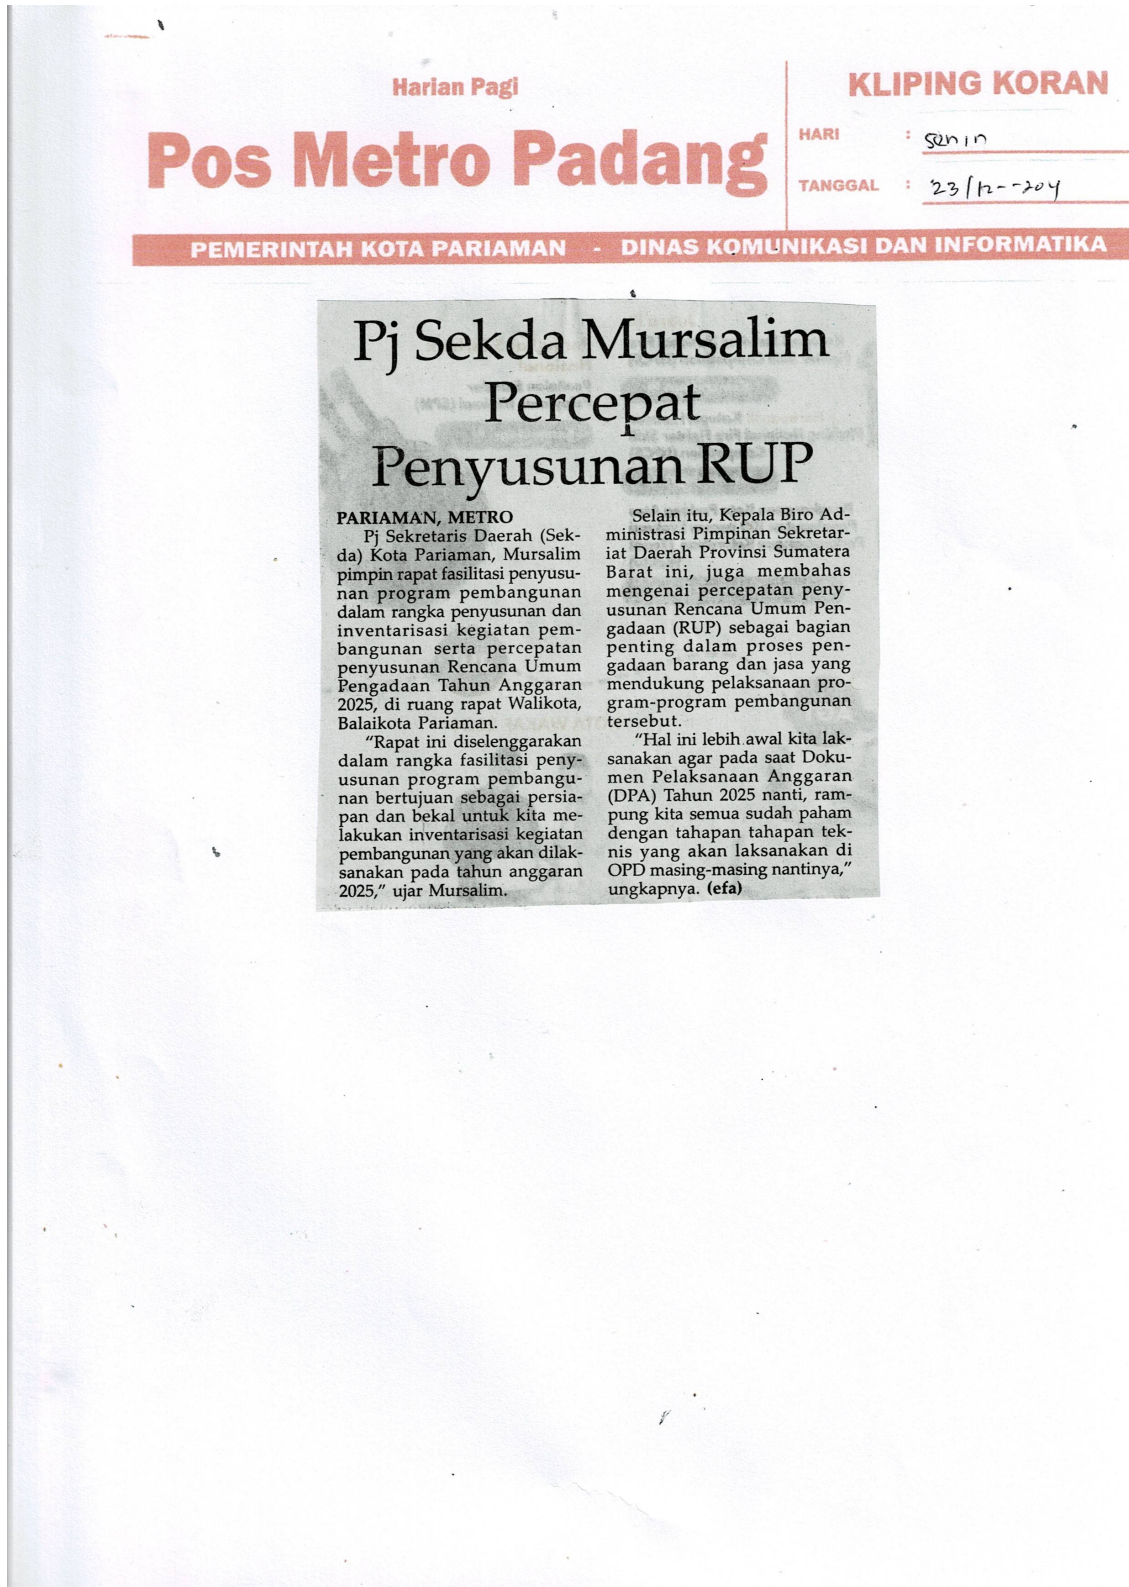 Harian Pagi
Pos Metro Padang
KLIPING KORAN
HARI : Senin
TANGGAL : 23/12--204
PEMERINTAH KOTA PARIAMAN - DINAS KOMUNIKASI DAN INFORMATIKA
Pj Sekda Mursalim
Percepat
Penyusunan RUP
PARIAMAN, METRO
Pj Sekretaris Daerah (Sek-
da) Kota Pariaman, Mursalim
pimpin rapat fasilitasi penyusu-
nan program pembangunan
dalam rangka penyusunan dan
inventarisasi kegiatan pem-
bangunan serta percepatan
penyusunan Rencana Umum
Pengadaan Tahun Anggaran
2025, di ruang rapat Walikota,
Balaikota Pariaman.
“Rapat ini diselenggarakan
dalam rangka fasilitasi peny-
usunan program pembangu-
nan bertujuan sebagai persia-
pan dan bekal untuk kita me-
lakukan inventarisasi kegiatan
pembangunan yang akan dilak-
sanakan pada tahun anggaran
2025,” ujar Mursalim.
Selain itu, Kepala Biro Ad-
ministrasi Pimpinan Sekretar-
iat Daerah Provinsi Sumatera
Barat ini, juga membahas
mengenai percepatan peny-
usunan Rencana Umum Pen-
gadaan (RUP) sebagai bagian
penting dalam proses pen-
gadaan barang dan jasa yang
mendukung pelaksanaan pro-
gram-program pembangunan
tersebut.
“Hal ini lebih awal kita lak-
sanakan agar pada saat Doku-
men Pelaksanaan Anggaran
(DPA) Tahun 2025 nanti, ram-
pung kita semua sudah paham
dengan tahapan tahapan tek-
nis yang akan laksanakan di
OPD masing-masing nantinya,”
ungkapnya. (efa)